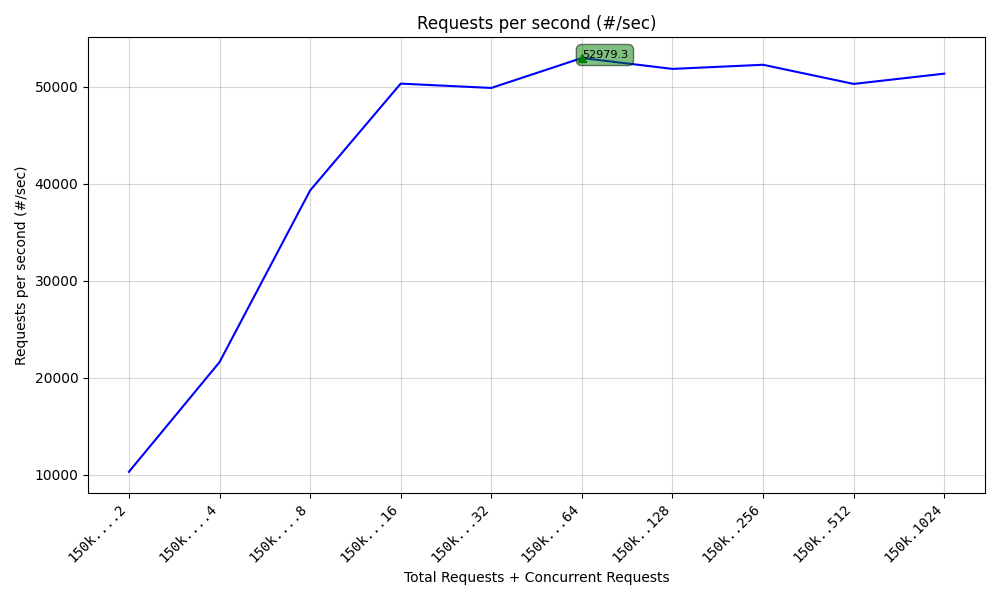 Requests per second (#/sec)
52979.3
50000
40000
30000
20000
10000
Requests per second (#/sec)
150k....2
150k....4
150k....8
150k...16
150k...32
150k...64
150k..128
150k..256
150k..512
150k.1024
Total Requests + Concurrent Requests